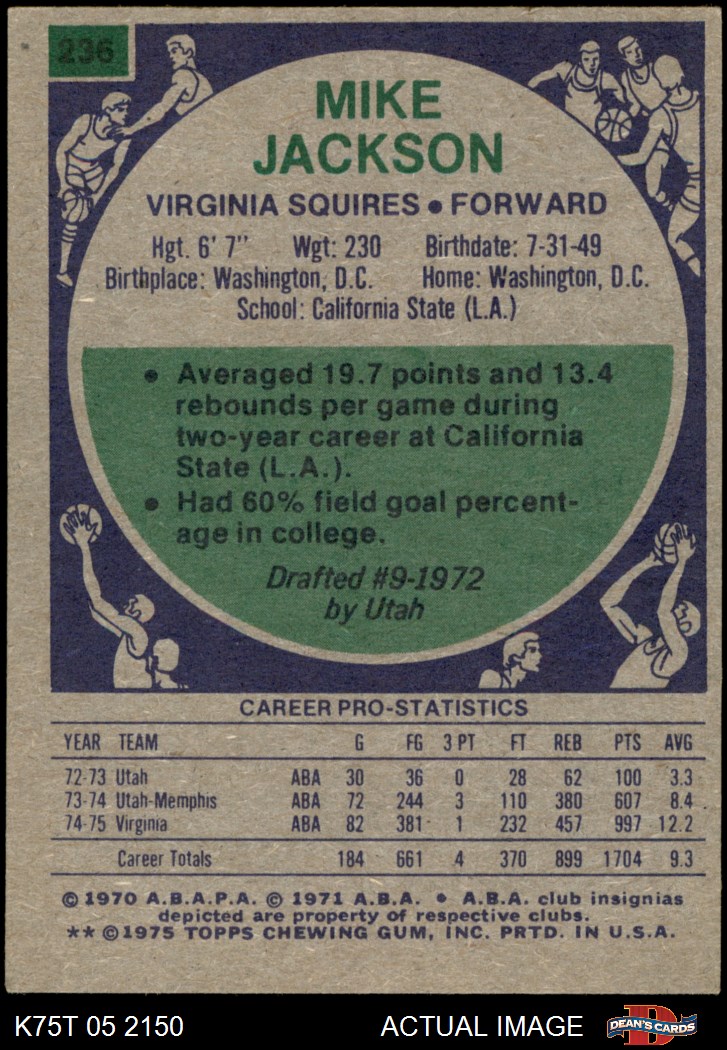 236
MIKE
JACKSON
VIRGINIA SQUIRES • FORWARD
Hgt. 6' 7" Wgt: 230 Birthdate: 7-31-49
Birthplace: Washington, D.C. Home: Washington, D.C.
School: California State (L.A.)
• Averaged 19.7 points and 13.4
rebounds per game during
two-year career at California
State (L.A.).
• Had 60% field goal percent-
age in college.
Drafted #9-1972
by Utah
CAREER PRO-STATISTICS
YEAR TEAM G FG 3 PT FT REB PTS AVG
72-73 Utah ABA 30 36 0 28 62 100 3.3
73-74 Utah-Memphis ABA 72 244 3 110 380 607 8.4
74-75 Virginia ABA 82 381 1 232 457 997 12.2
Career Totals 184 661 4 370 899 1704 9.3
© 1970 A.B.A.P.A. © 1971 A.B.A. • A.B.A. club insignias
depicted are property of respective clubs.
** © 1975 TOPPS CHEWING GUM, INC. PRTD. IN U.S.A.
K75T 05 2150 ACTUAL IMAGE D DEAN'S CARDS